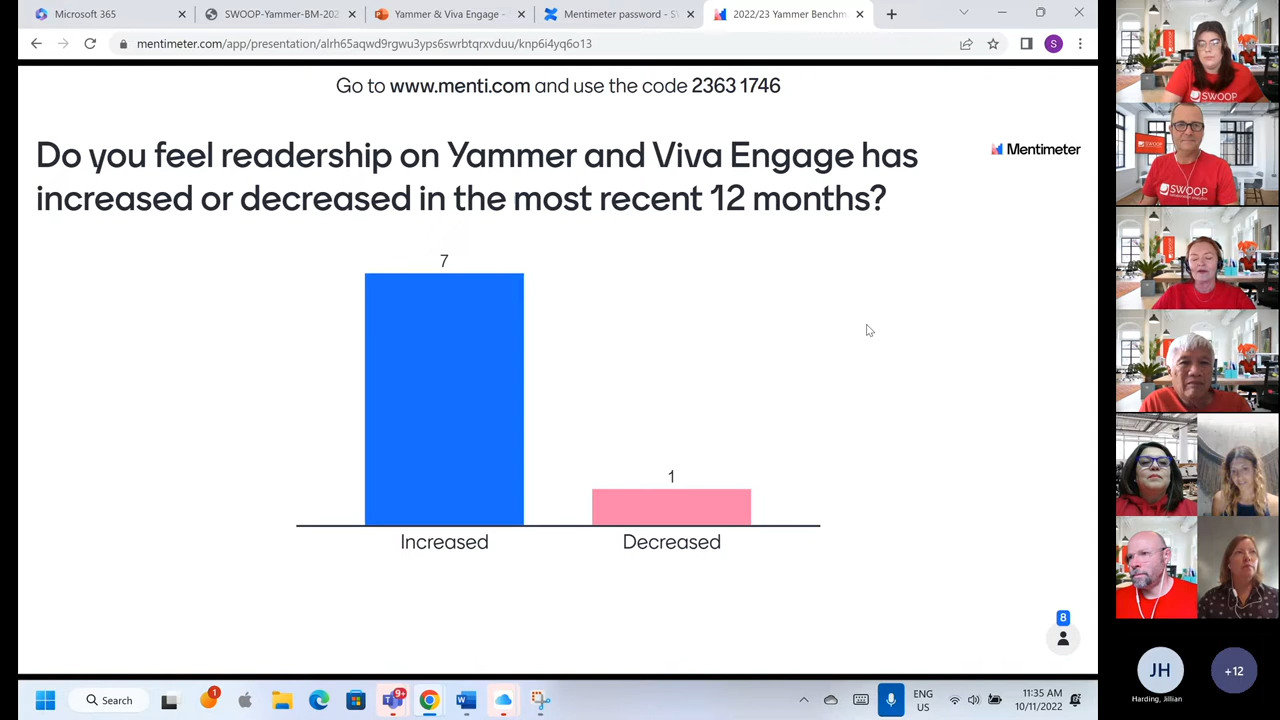 Microsoft 365
SWOOP-Yammer-BM-202
Yammer & Viva Engage -
Mentimeter password - S
2022/23 Yammer Benchm
mentimeter.com/app/presentation/alrh65aqwd9rgwu3yps6swrbtqrxvduu/knp6i4yq6o13
S
Go to www.menti.com and use the code 2363 1746
Do you feel readership on Yammer and Viva Engage has
increased or decreased in the most recent 12 months?
Mentimeter
7
1
Increased
Decreased
8
SWOOP
SWOOP
SWOOP
JH
+12
Harding, Jillian
Search
1
9+
ENG
US
11:35 AM
10/11/2022